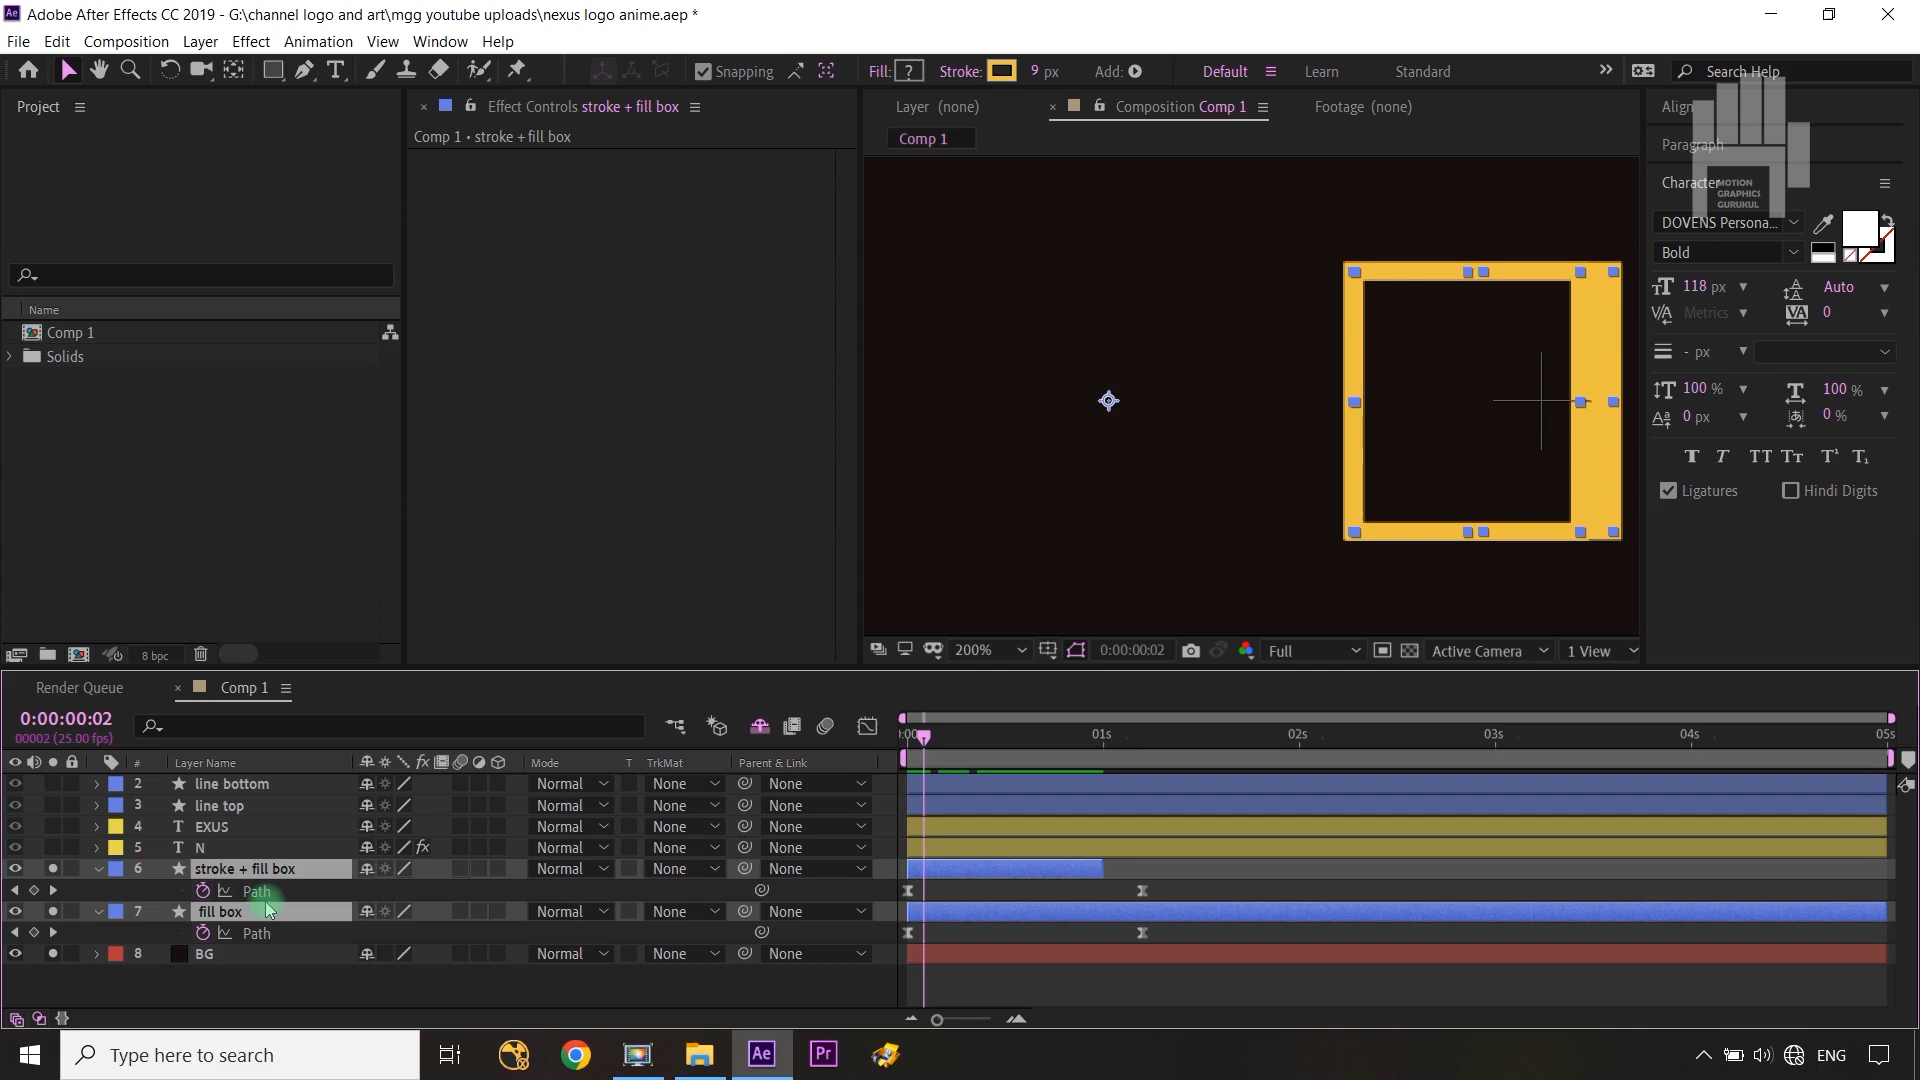 Adobe After Effects CC 2019 - G:\channel logo and art\mgg youtube uploads\nexus logo anime.aep *
File Edit Composition Layer Effect Animation View Window Help
Snapping Fill: ? Stroke: 9 px Add: Default Learn Standard Search Help
Project
Effect Controls stroke + fill box
Layer (none) Composition Comp 1 Footage (none)
Align
Comp 1 • stroke + fill box
Comp 1
Paragraph
Character
MOTION
GRAPHICS
GURUKUL
DOVENS Persona...
Bold
118 px Auto
Metrics 0
- px
100 % 100 %
0 px 0 %
T T TT Tt T¹ T₁
Ligatures Hindi Digits
Name
Comp 1
Solids
8 bpc
200% 0:00:00:02 Full Active Camera 1 View
Render Queue Comp 1
0:00:00:02
00002 (25.00 fps)
01s 02s 03s 04s 05s
# Layer Name Mode T TrkMat Parent & Link
2 line bottom Normal None None
3 line top Normal None None
4 T EXUS Normal None None
5 T N fx Normal None None
6 stroke + fill box Normal None None
Path
7 fill box Normal None None
Path
8 BG Normal None None
Type here to search Ae Pr ENG